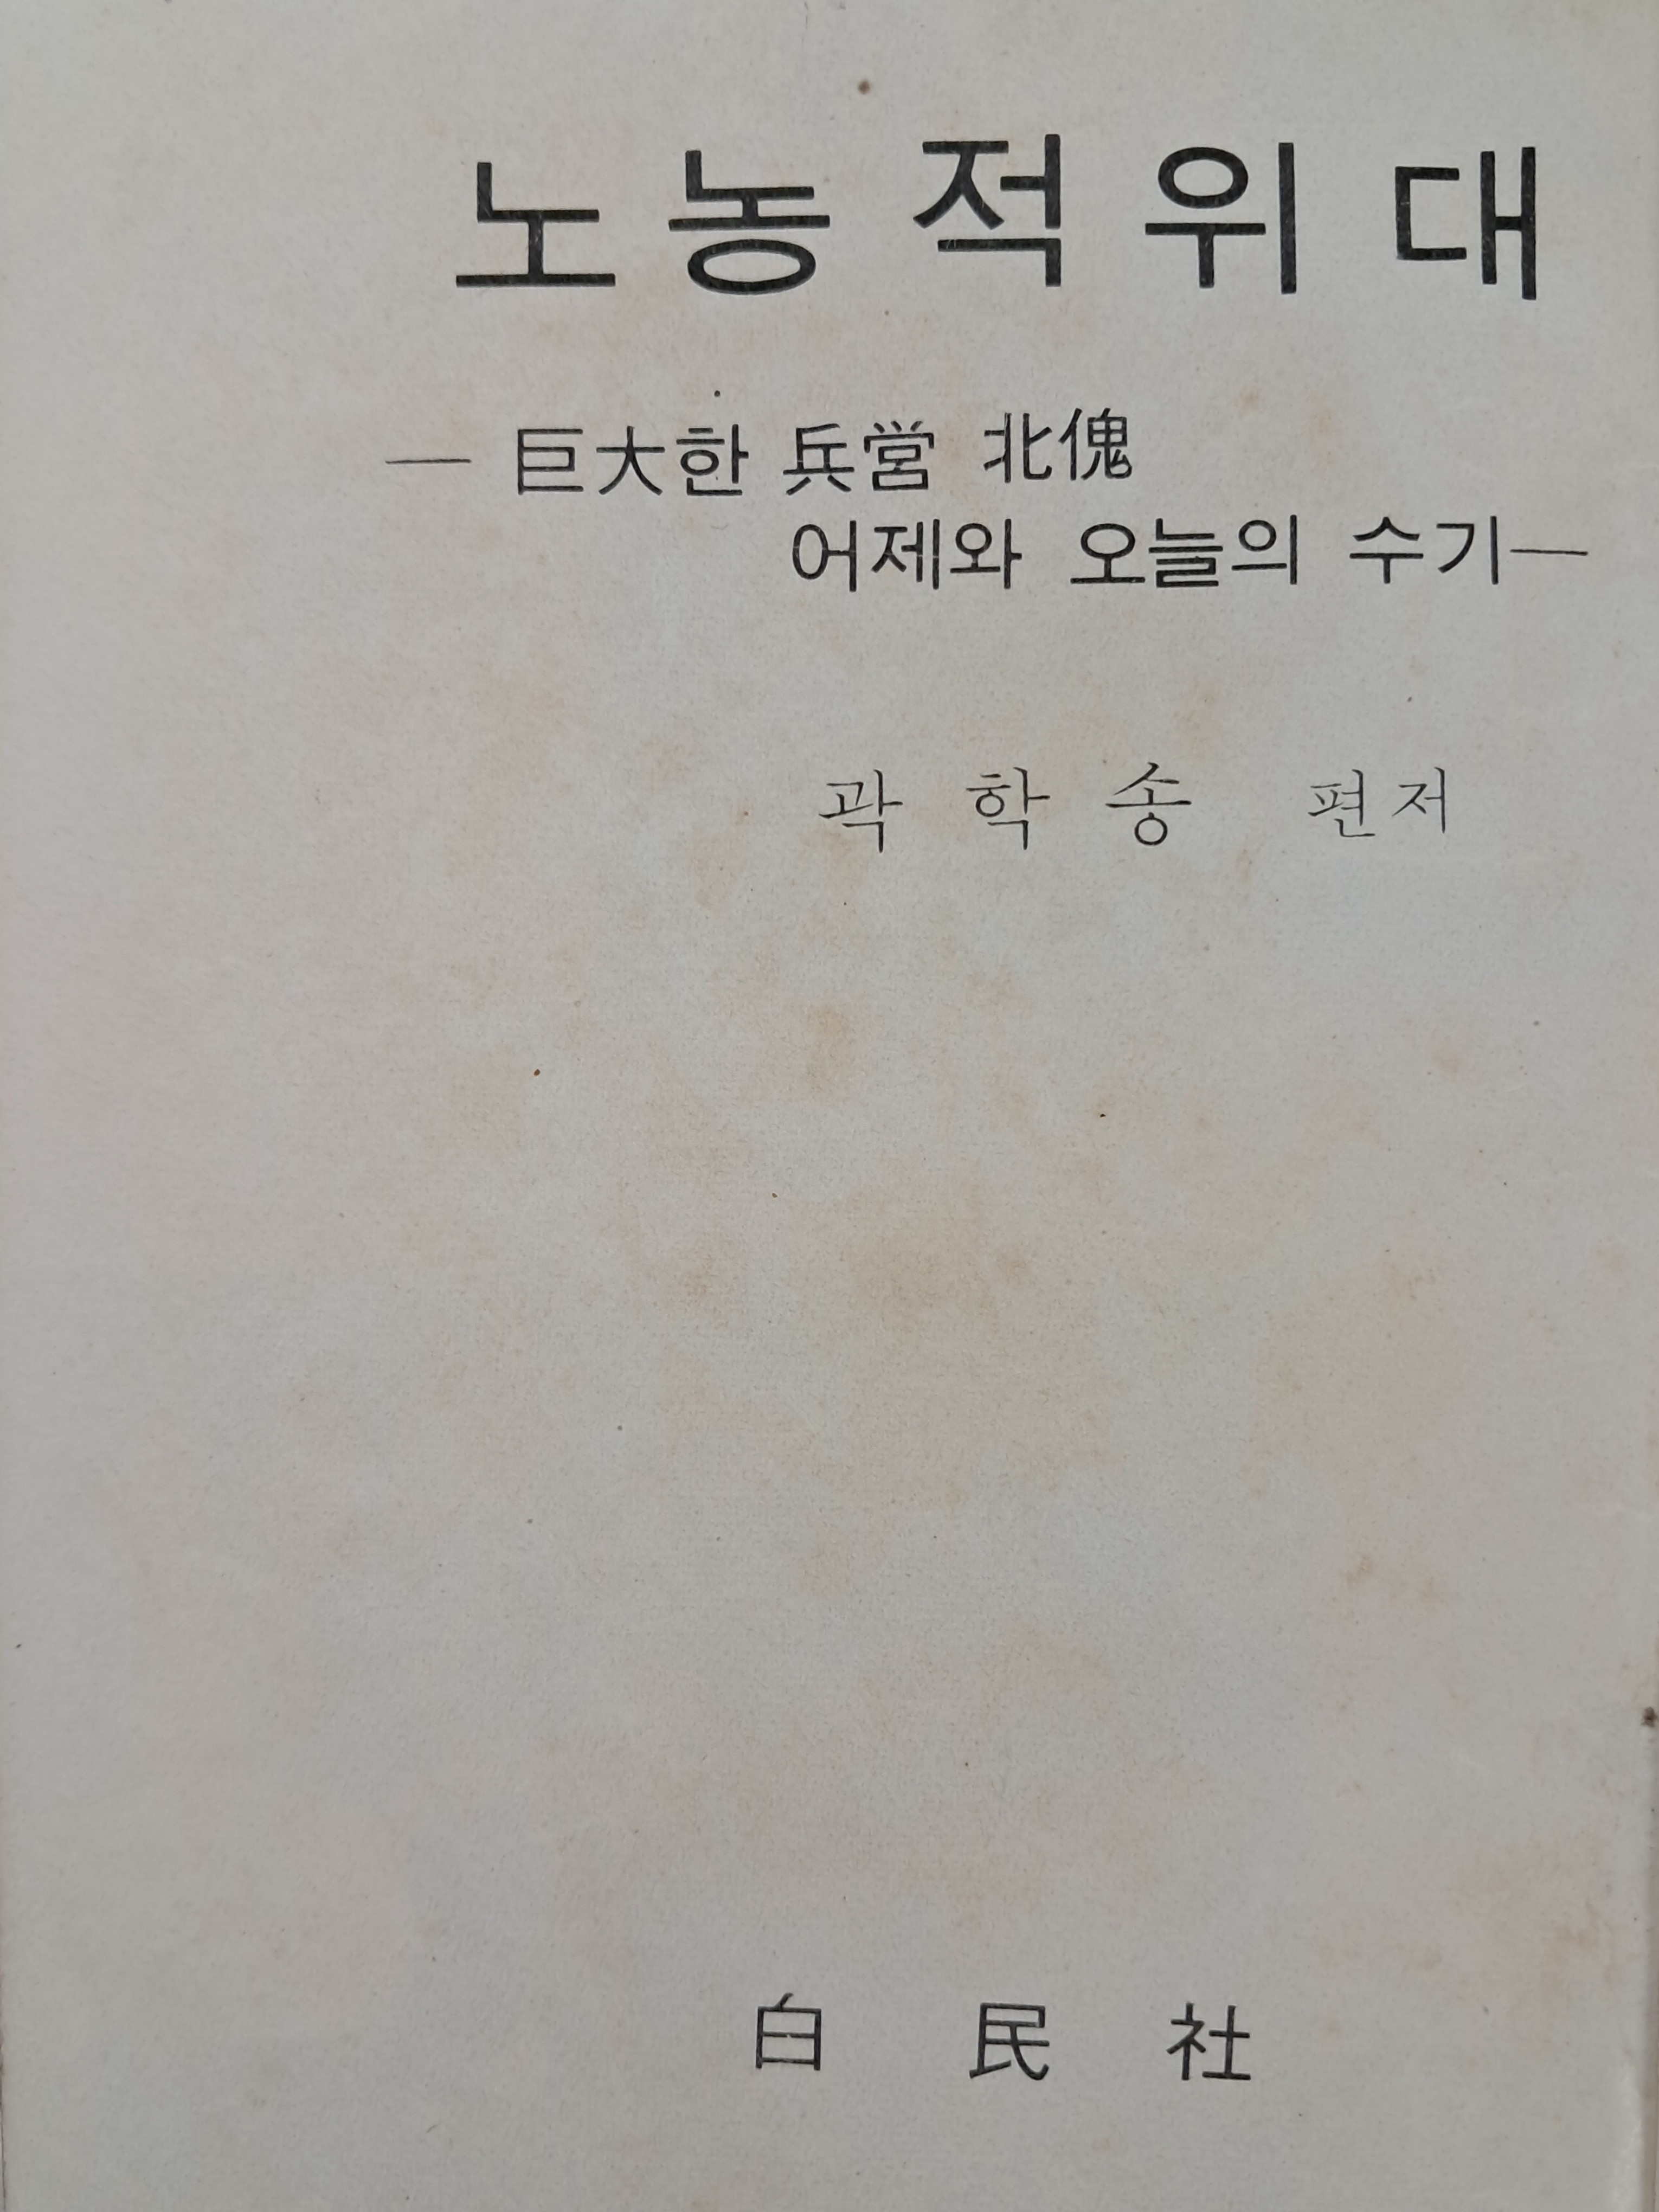 노농적위대
— 巨大한 兵営 北傀
어제와 오늘의 수기 —
곽학송 편저
白民社